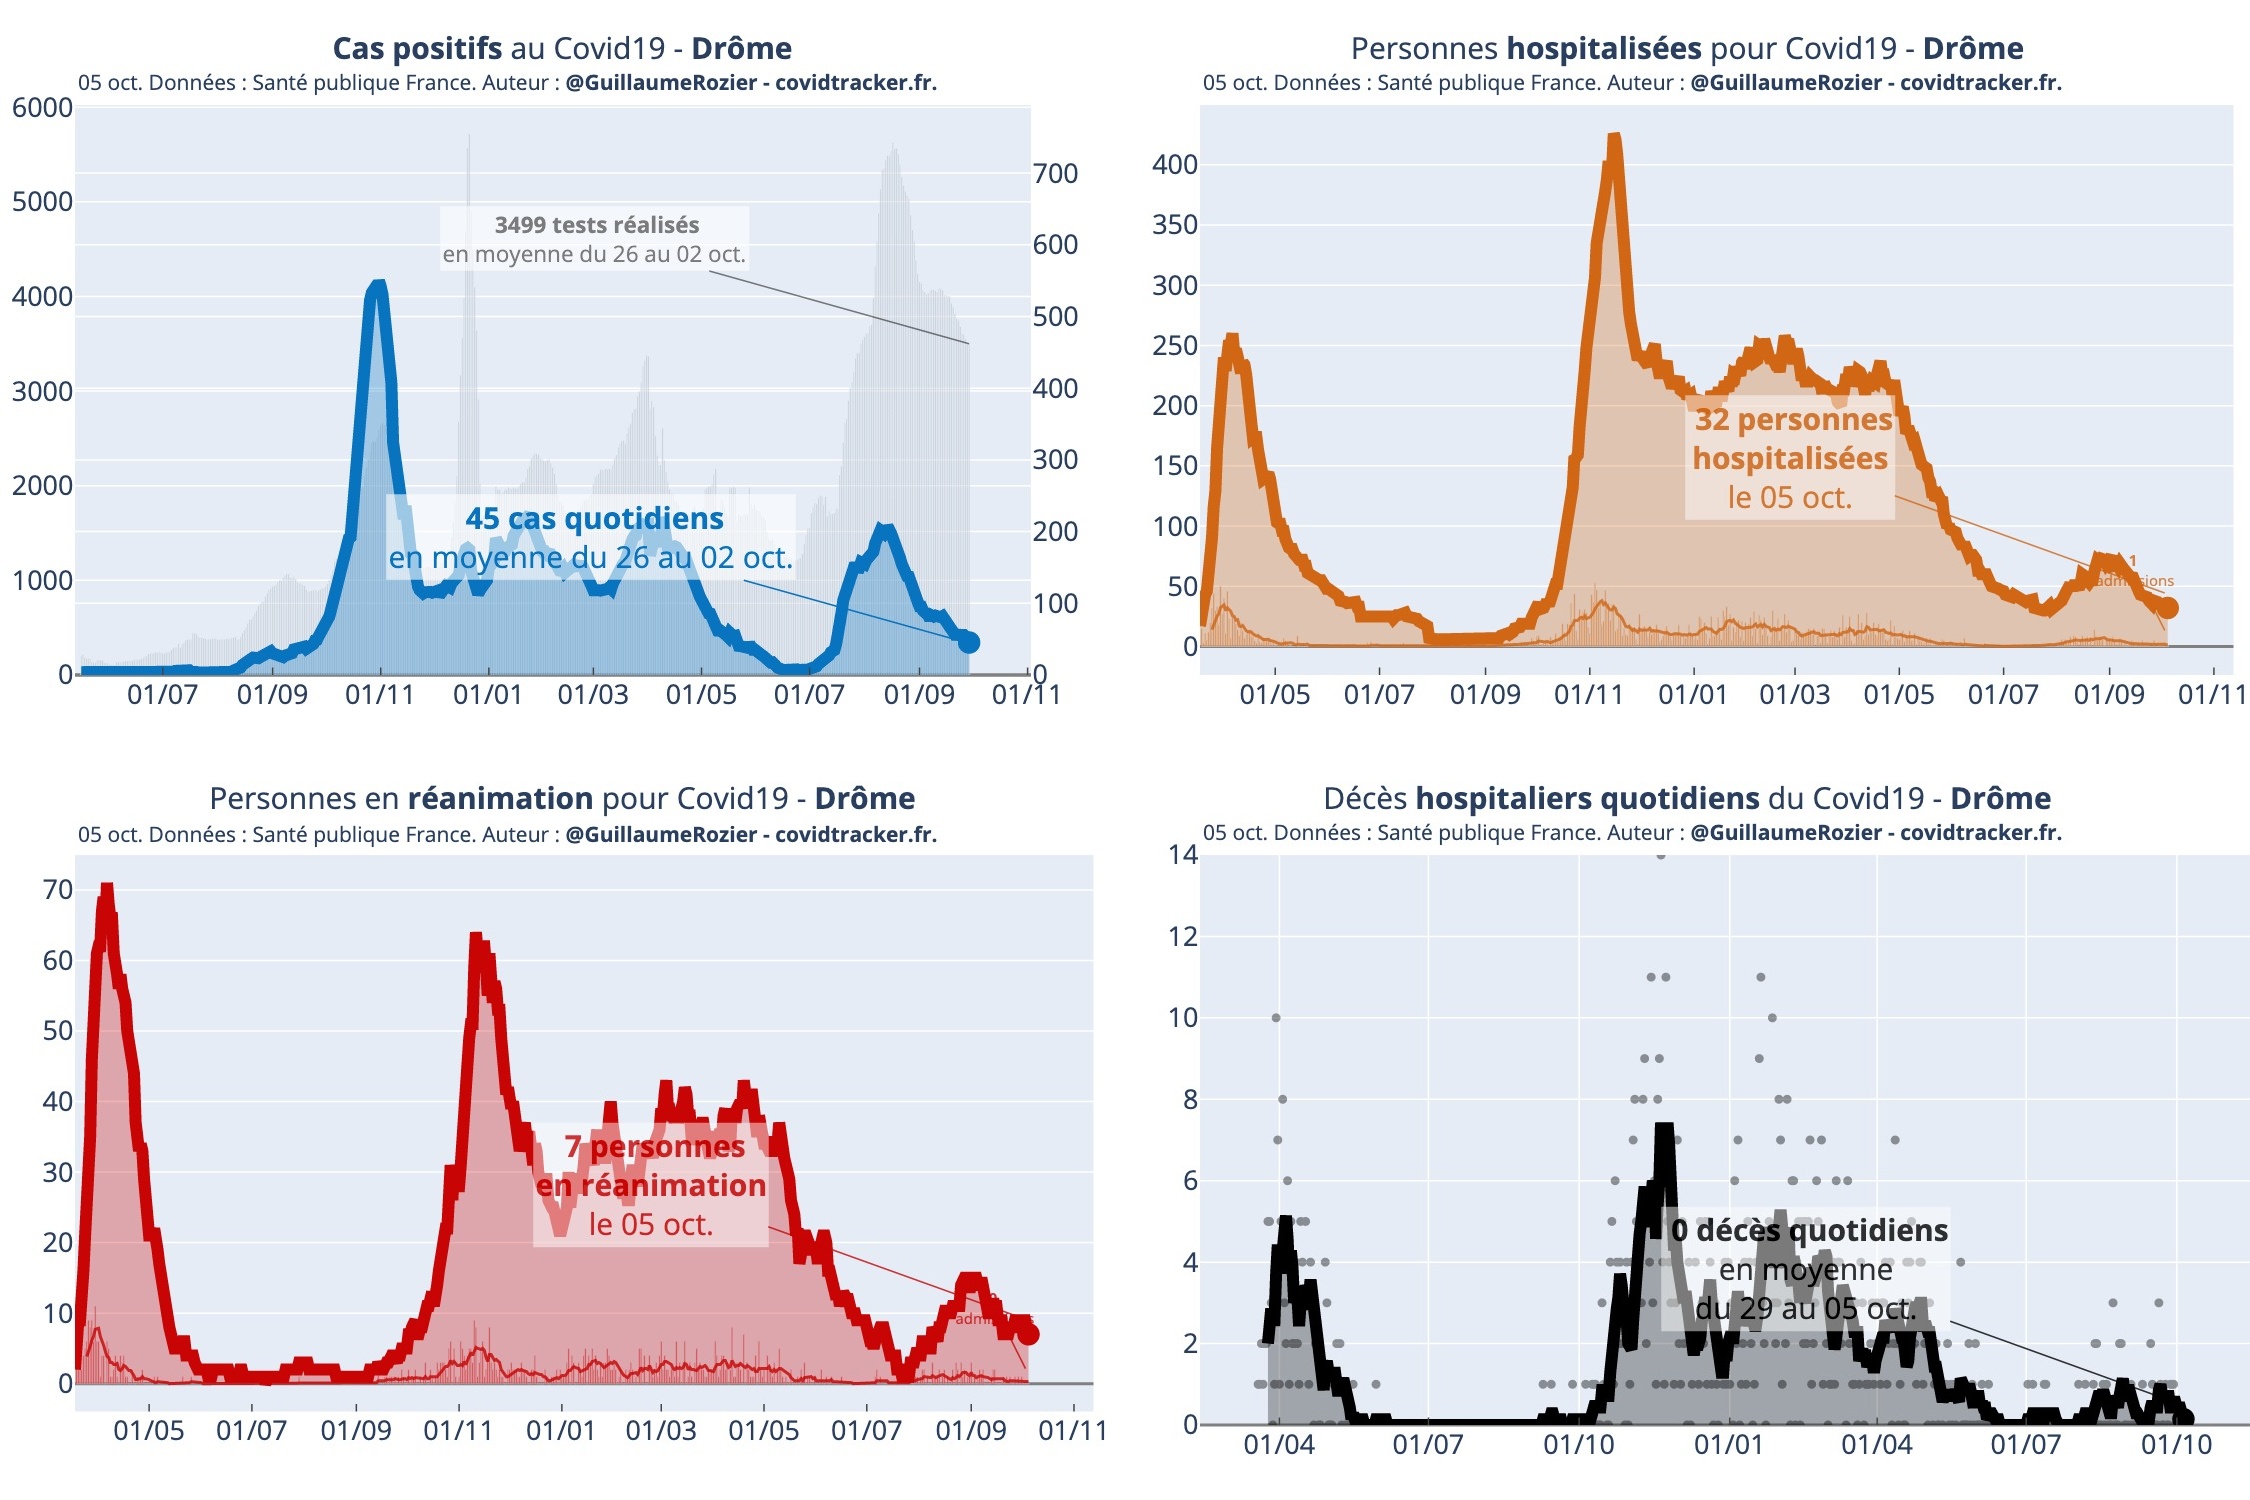 Cas positifs au Covid19 - Drôme
05 oct. Données : Santé publique France. Auteur : @GuillaumeRozier - covidtracker.fr.
6000
5000
4000
3000
2000
1000
0
700
600
500
400
300
200
100
0
3499 tests réalisés
en moyenne du 26 au 02 oct.
45 cas quotidiens
en moyenne du 26 au 02 oct.
01/07 01/09 01/11 01/01 01/03 01/05 01/07 01/09 01/11
Personnes hospitalisées pour Covid19 - Drôme
05 oct. Données : Santé publique France. Auteur : @GuillaumeRozier - covidtracker.fr.
400
350
300
250
200
150
100
50
0
32 personnes
hospitalisées
le 05 oct.
1
admissions
01/05 01/07 01/09 01/11 01/01 01/03 01/05 01/07 01/09 01/11
Personnes en réanimation pour Covid19 - Drôme
05 oct. Données : Santé publique France. Auteur : @GuillaumeRozier - covidtracker.fr.
70
60
50
40
30
20
10
0
7 personnes
en réanimation
le 05 oct.
01/05 01/07 01/09 01/11 01/01 01/03 01/05 01/07 01/09 01/11
Décès hospitaliers quotidiens du Covid19 - Drôme
05 oct. Données : Santé publique France. Auteur : @GuillaumeRozier - covidtracker.fr.
14
12
10
8
6
4
2
0
0 décès quotidiens
en moyenne
du 29 au 05 oct.
01/04 01/07 01/10 01/01 01/04 01/07 01/10